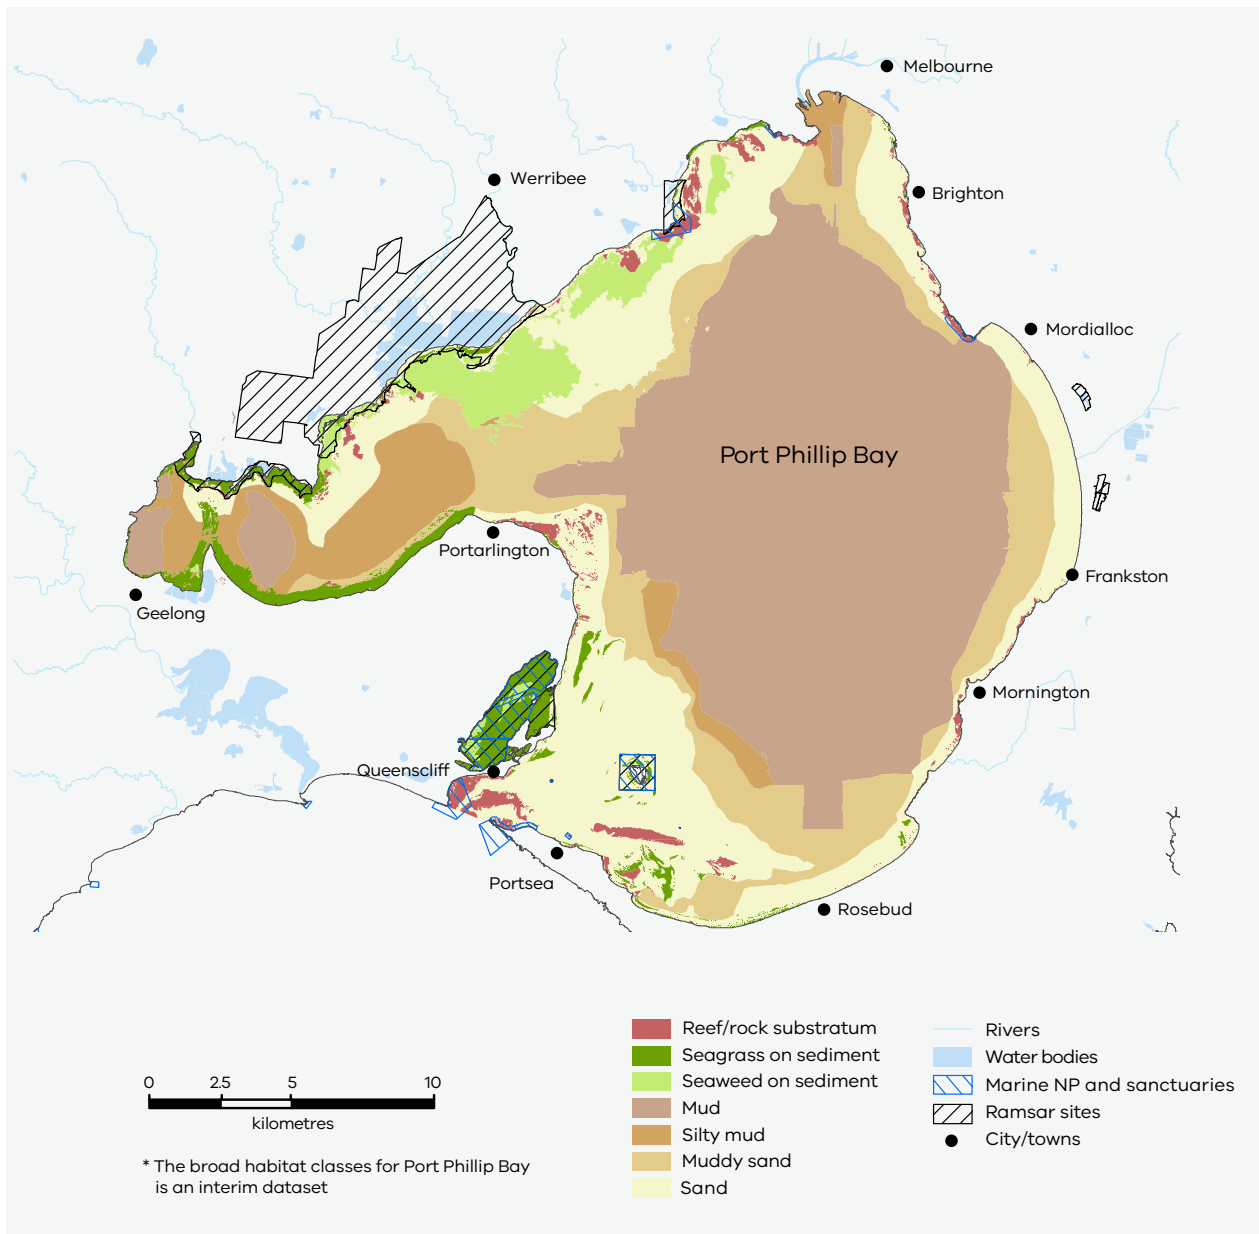 Melbourne
Werribee
Brighton
Mordialloc
Port Phillip Bay
Portarlington
Frankston
Geelong
Mornington
Queenscliff
Portsea
Rosebud
0 2.5 5 10
kilometres
* The broad habitat classes for Port Phillip Bay
is an interim dataset
Reef/rock substratum
Seagrass on sediment
Seaweed on sediment
Mud
Silty mud
Muddy sand
Sand
Rivers
Water bodies
Marine NP and sanctuaries
Ramsar sites
City/towns